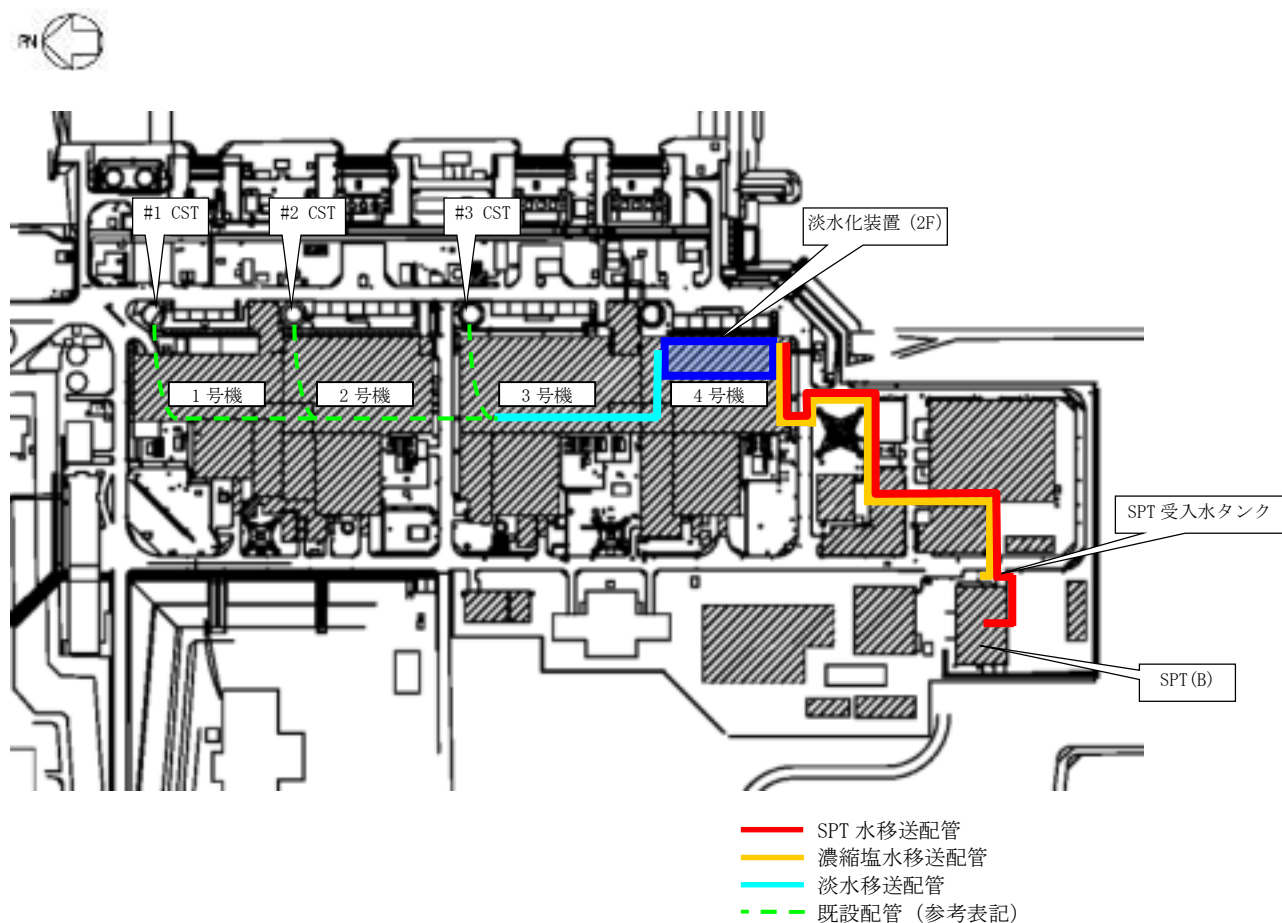 PN
#1 CST
#2 CST
#3 CST
淡水化装置 (2F)
1号機
2号機
3号機
4号機
SPT 受入水タンク
SPT(B)
SPT 水移送配管
濃縮塩水移送配管
淡水移送配管
既設配管（参考表記）